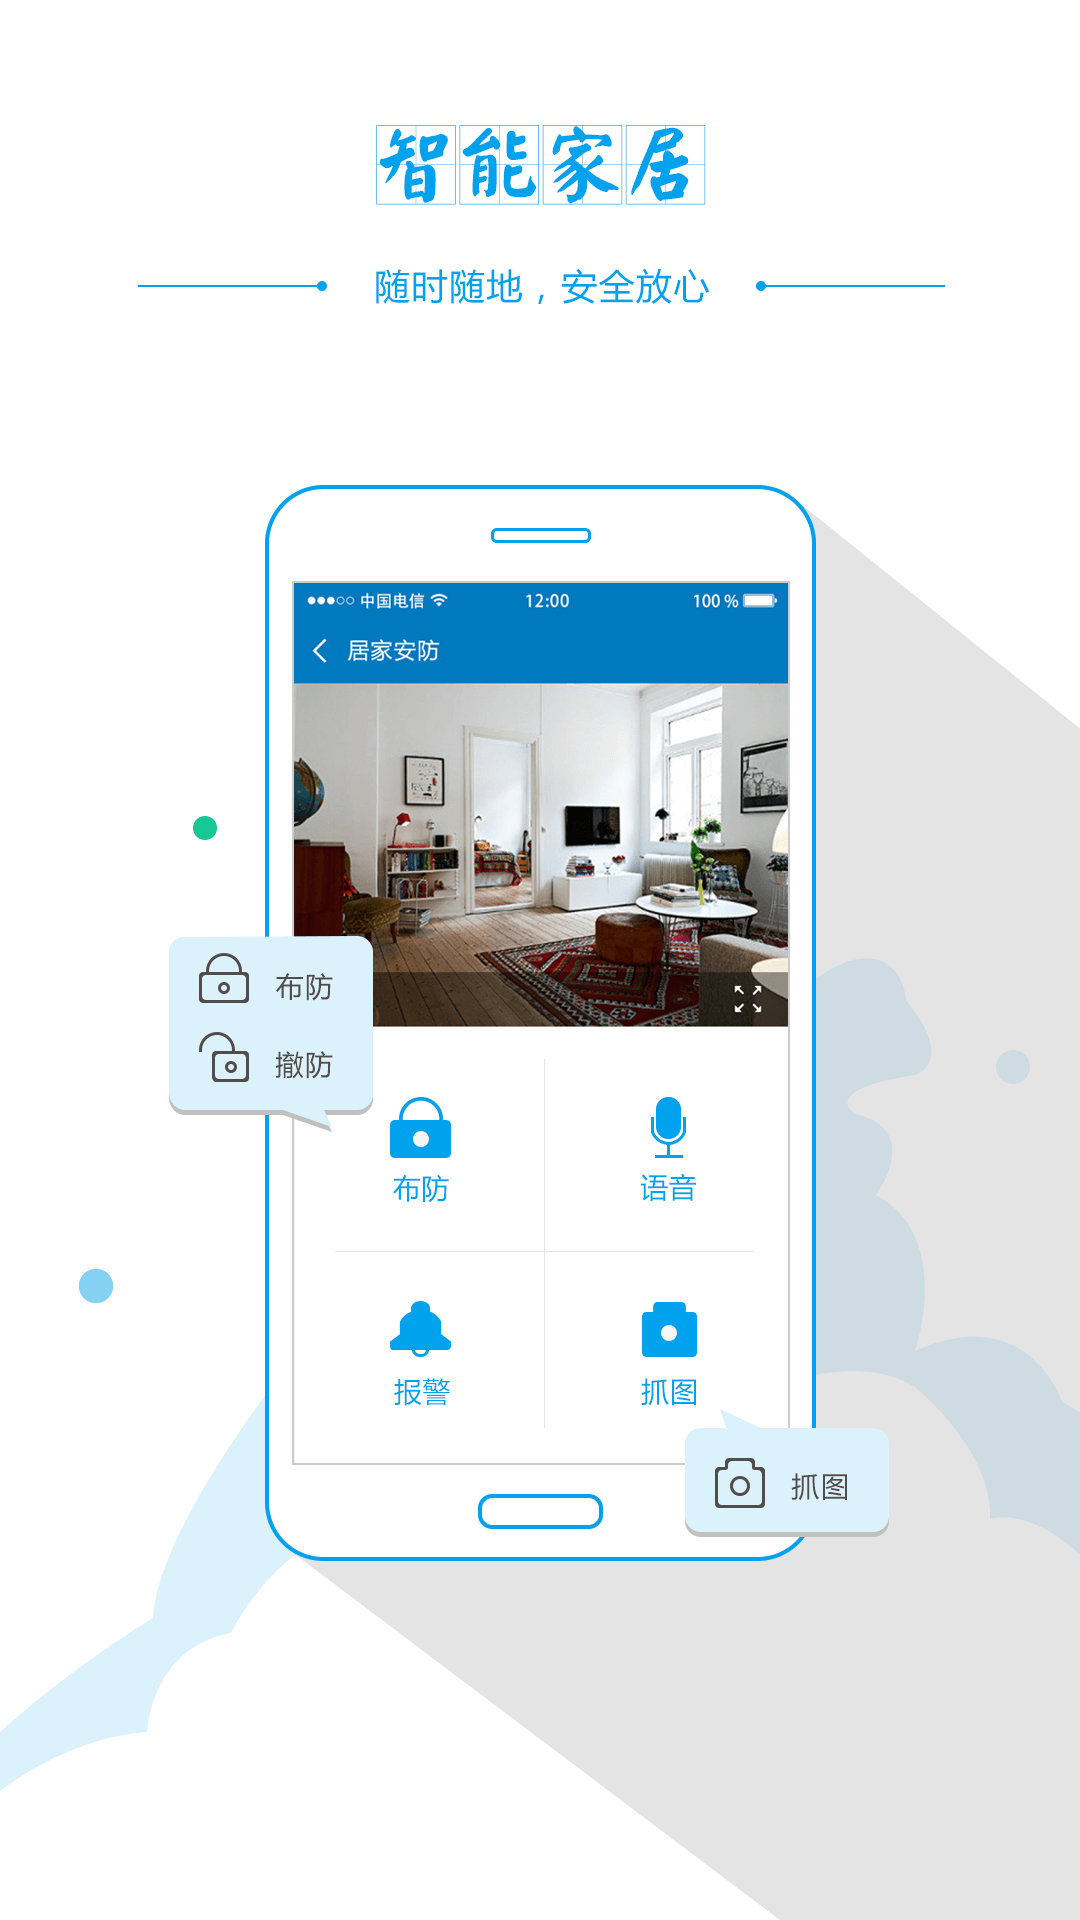 智能家居
随时随地，安全放心
中国电信 12:00 100 %
居家安防
布防
撤防
布防
语音
报警
抓图
抓图